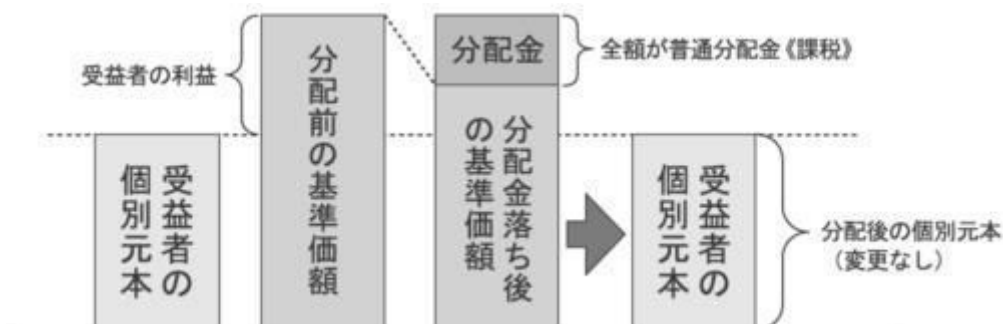 受益者の利益
受益者の
個別元本
分配前の基準価額
分配金
全額が普通分配金《課税》
分配金落ち後
の基準価額
受益者の
個別元本
分配後の個別元本
（変更なし）